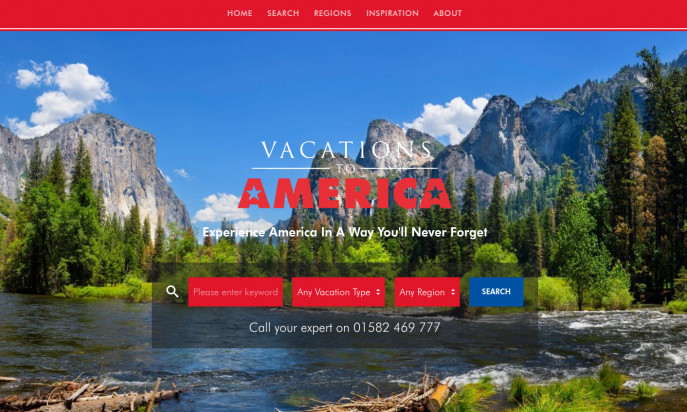 HOME SEARCH REGIONS INSPIRATION ABOUT
VACATIONS
TO
AMERICA
Experience America In A Way You'll Never Forget
Please enter keyword Any Vacation Type Any Region SEARCH
Call your expert on 01582 469 777